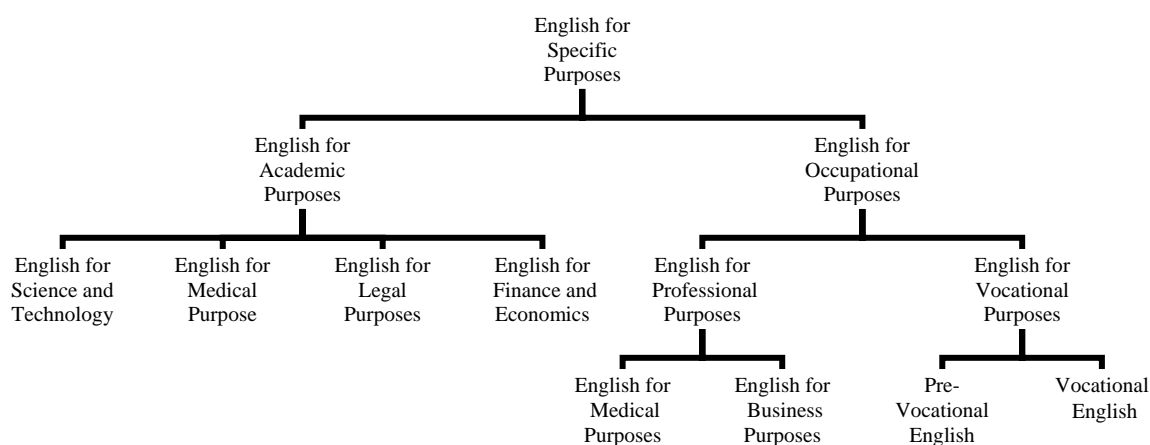 English for
Specific
Purposes
English for
Academic
Purposes
English for
Occupational
Purposes
English for
Science and
Technology
English for
Medical
Purpose
English for
Legal
Purposes
English for
Finance and
Economics
English for
Professional
Purposes
English for
Vocational
Purposes
English for
Medical
Purposes
English for
Business
Purposes
Pre-
Vocational
English
Vocational
English